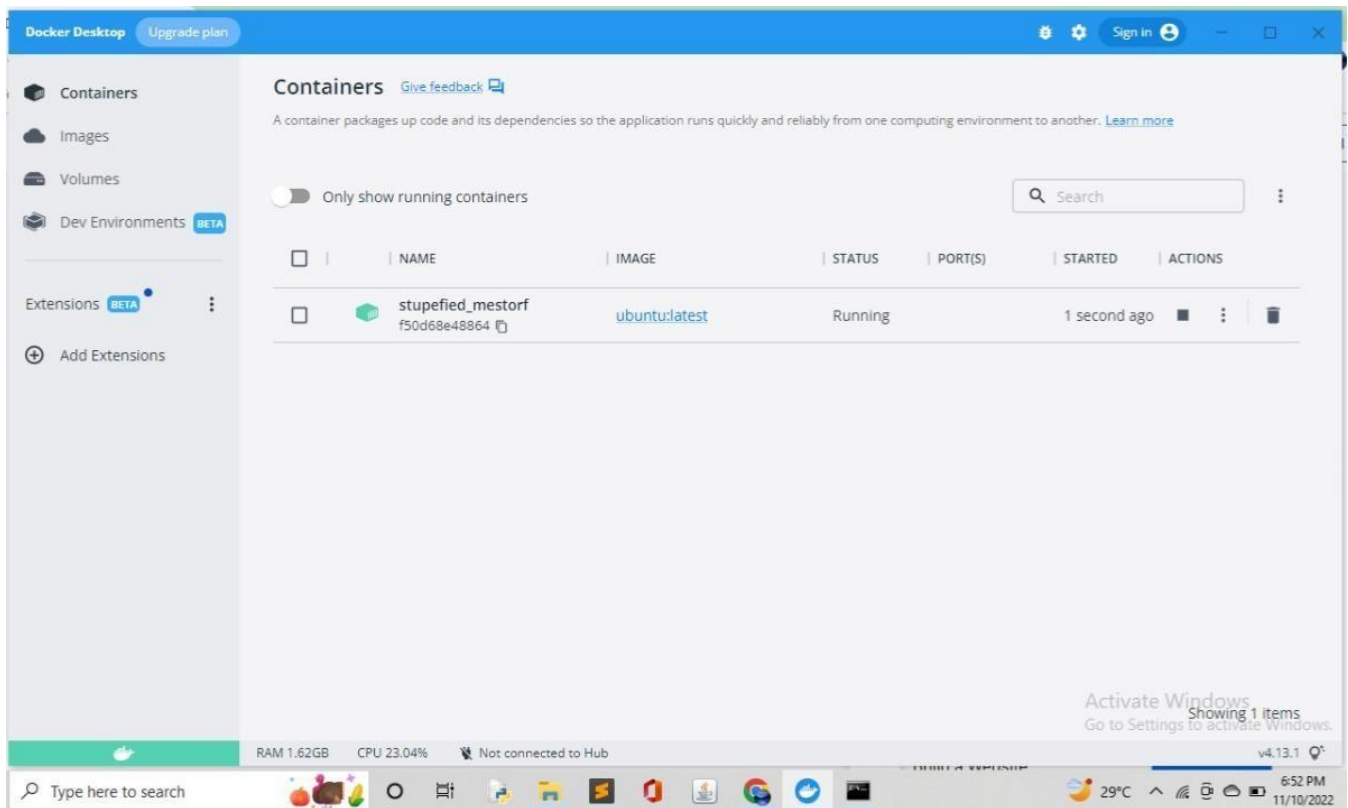 Docker Desktop Upgrade plan Sign in
Containers
Images
Volumes
Dev Environments BETA
Extensions BETA
Add Extensions
Containers Give feedback
A container packages up code and its dependencies so the application runs quickly and reliably from one computing environment to another. Learn more
Only show running containers Search
NAME IMAGE STATUS PORT(S) STARTED ACTIONS
stupefied_mestorf ubuntu:latest Running 1 second ago
f50d68e48864
Activate Windows
Showing 1 items
Go to Settings to activate Windows.
RAM 1.62GB CPU 23.04% Not connected to Hub v4.13.1
Type here to search 29°C 6:52 PM
11/10/2022